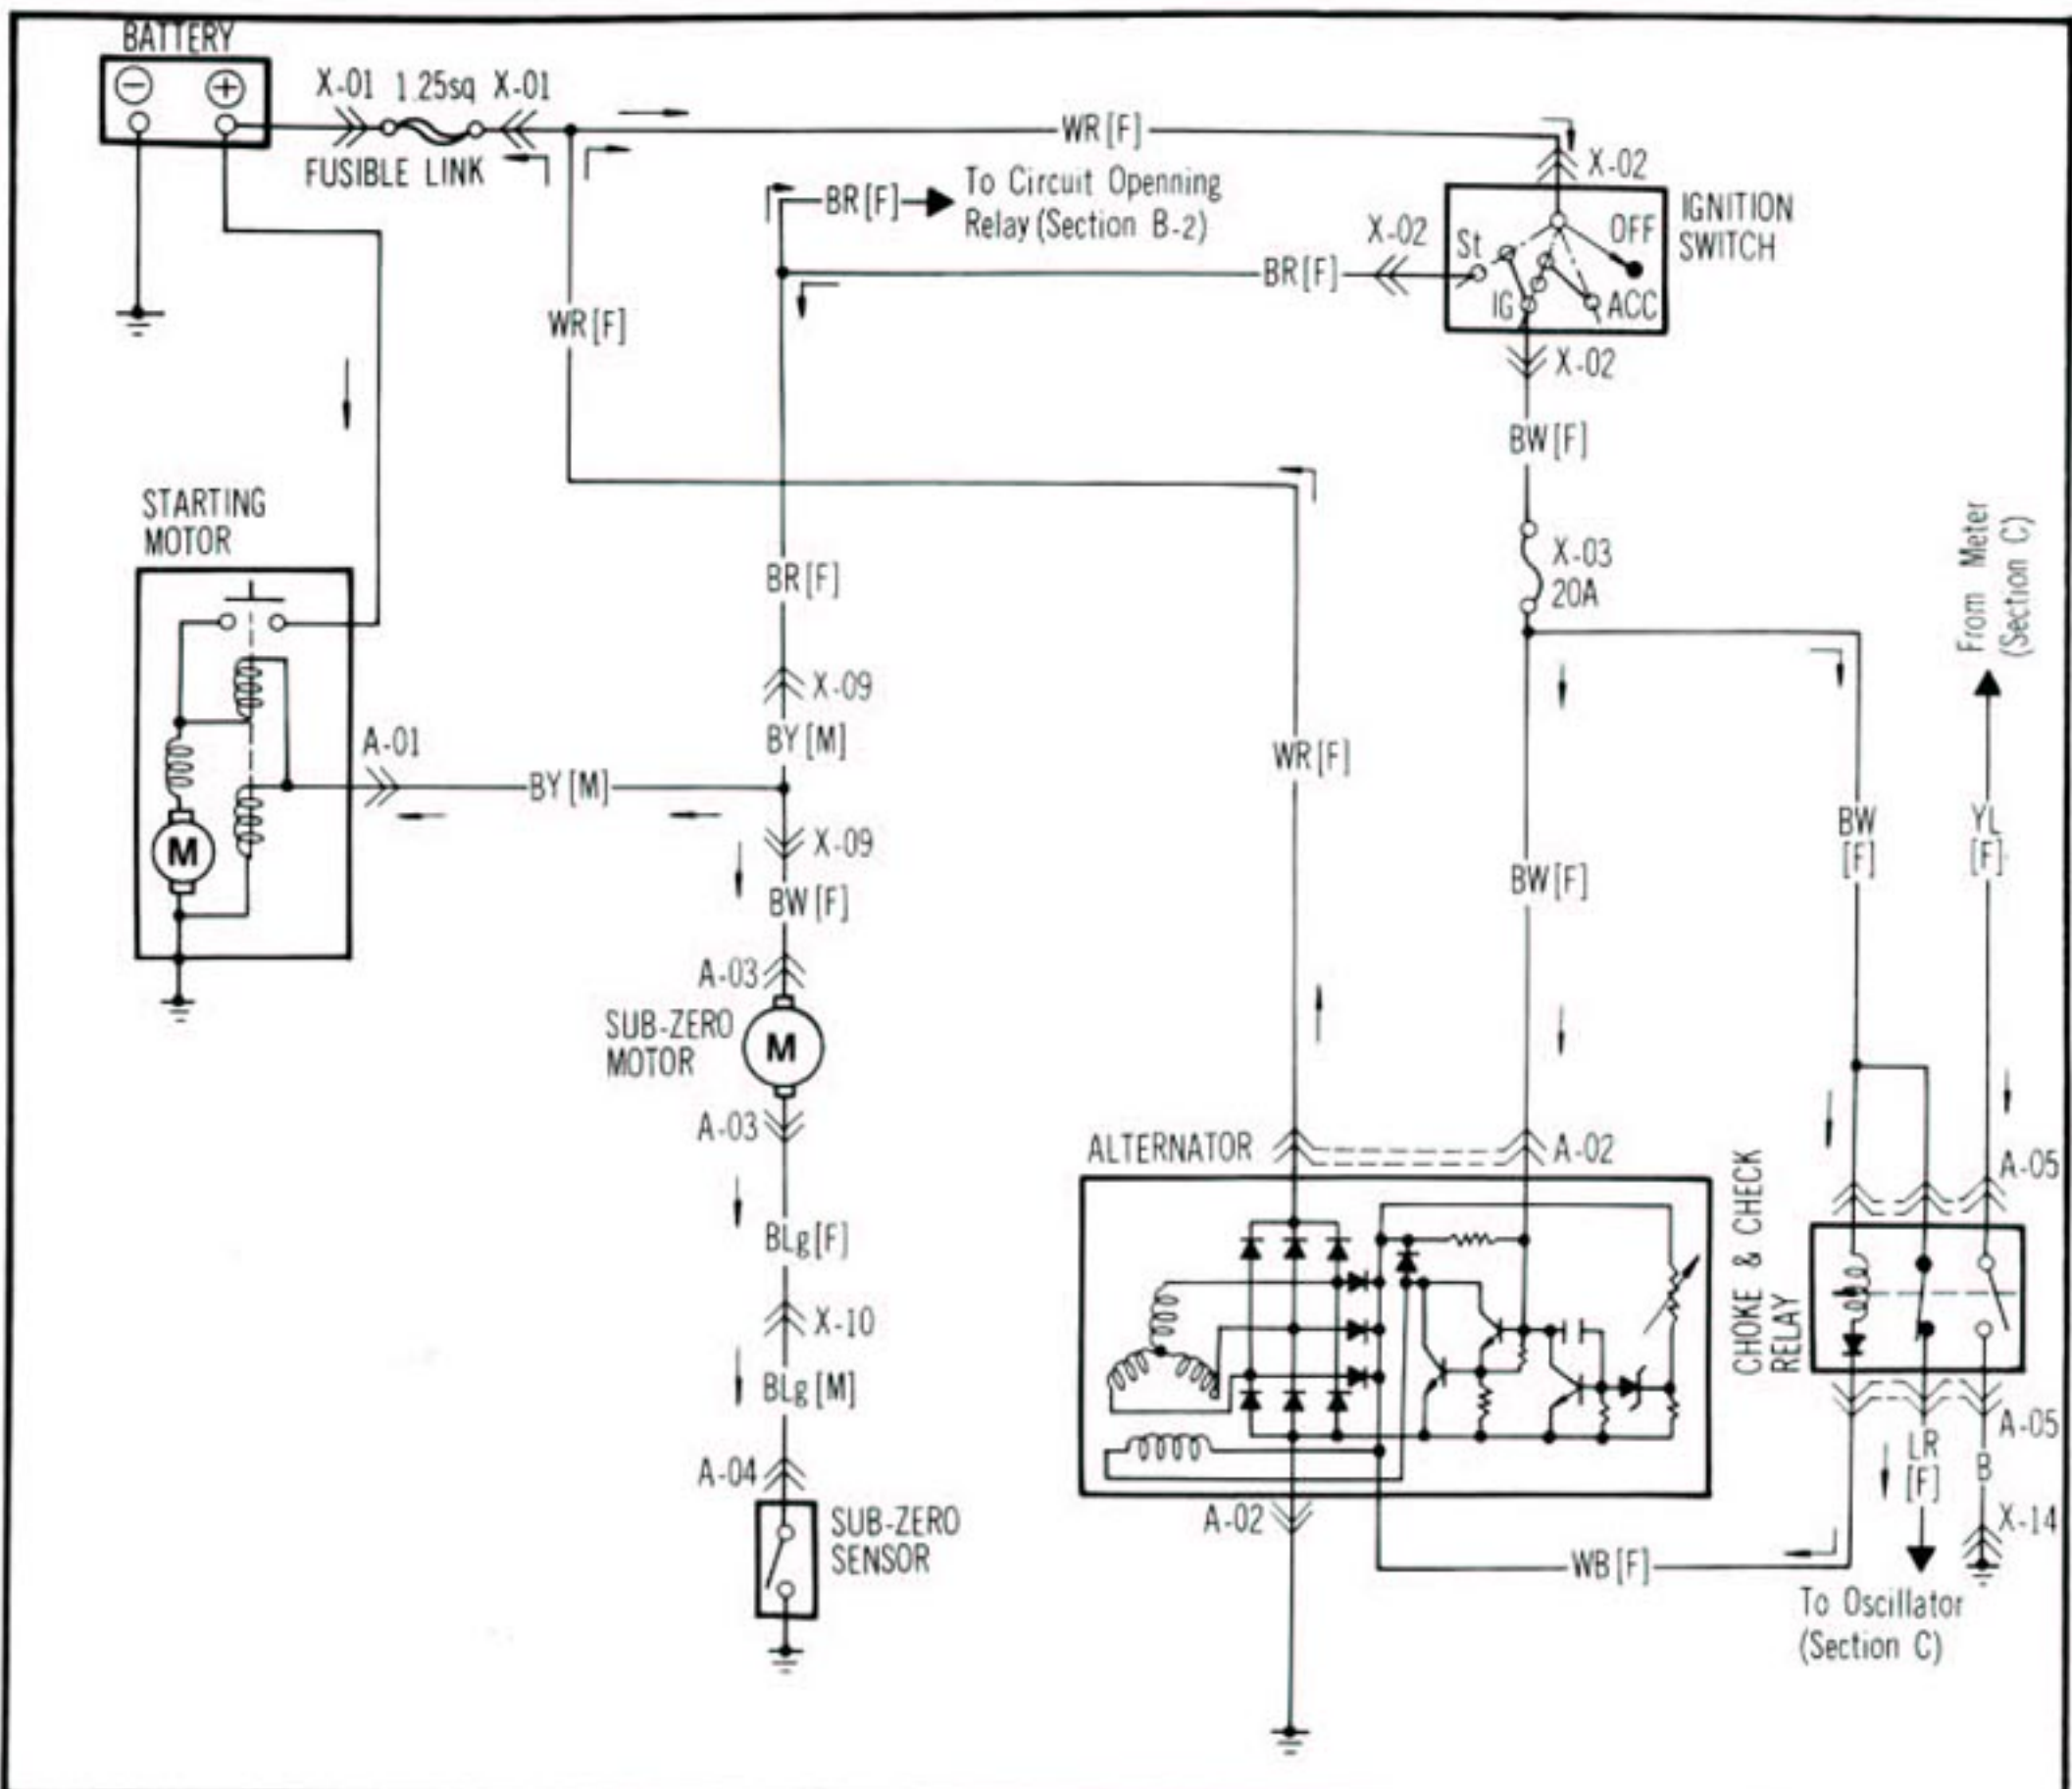 BATTERY
X-01 1.25sq X-01
FUSIBLE LINK
WR[F]
X-02
IGNITION
SWITCH
BR[F]
To Circuit Openning
Relay (Section B-2)
X-02
St
OFF
IG
ACC
BR[F]
WR[F]
X-02
BW[F]
STARTING
MOTOR
X-03
20A
From Meter
(Section C)
BR[F]
X-09
BY[M]
A-01
BY[M]
WR[F]
X-09
BW[F]
M
BW[F]
BW
[F]
YL
[F]
A-03
SUB-ZERO
MOTOR
M
A-03
ALTERNATOR
A-02
A-05
CHOKE & CHECK
RELAY
BLg[F]
X-10
BLg[M]
A-04
SUB-ZERO
SENSOR
A-02
WB[F]
A-05
LR
[F]
B
X-14
To Oscillator
(Section C)